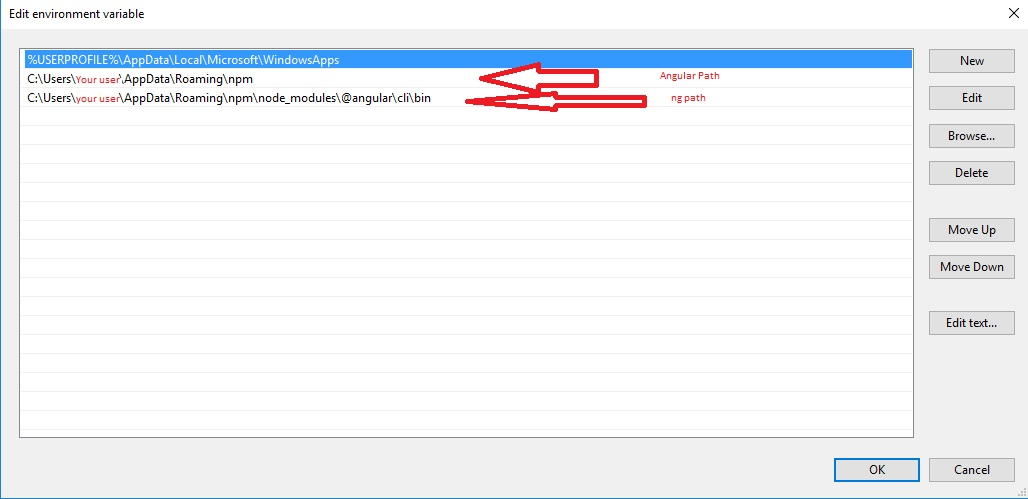 Edit environment variable
%USERPROFILE%\AppData\Local\Microsoft\WindowsApps
C:\Users\Your user\AppData\Roaming\npm
Angular Path
C:\Users\your user\AppData\Roaming\npm\node_modules\@angular\cli\bin
ng path
New
Edit
Browse...
Delete
Move Up
Move Down
Edit text...
OK
Cancel